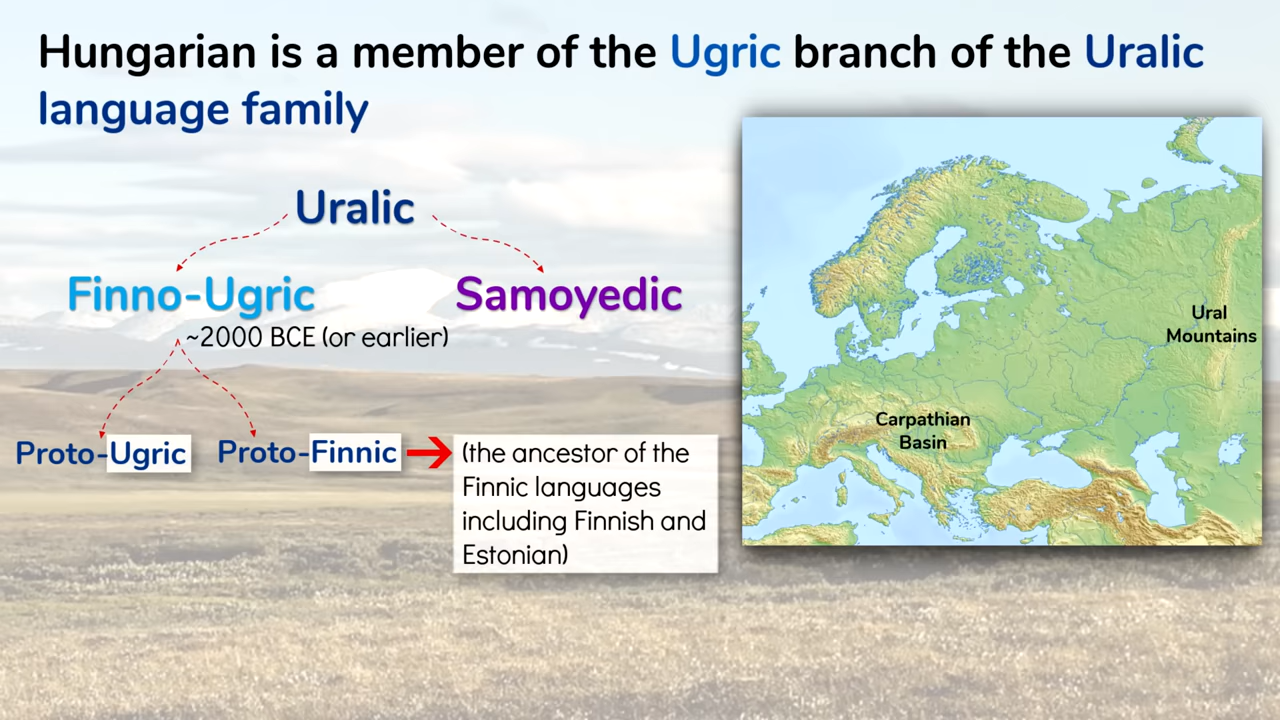 Hungarian is a member of the Ugric branch of the Uralic
language family
Uralic
Finno-Ugric
Samoyedic
~2000 BCE (or earlier)
Proto-Ugric
Proto-Finnic
(the ancestor of the
Finnic languages
including Finnish and
Estonian)
Ural
Mountains
Carpathian
Basin